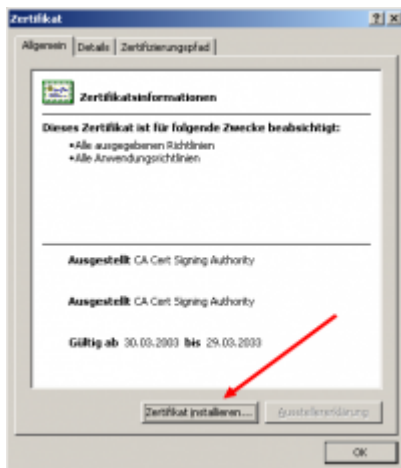 Zertifikat
Allgemein Details Zertifizierungspfad
Zertifikatsinformationen
Dieses Zertifikat ist für folgende Zwecke beabsichtigt:
•Alle ausgegebenen Richtlinien
•Alle Anwendungsrichtlinien
Ausgestellt CA Cert Signing Authority
Ausgestellt CA Cert Signing Authority
Gültig ab 30.03.2003 bis 29.03.2033
Zertifikat installieren... Ausstellererklärung
OK